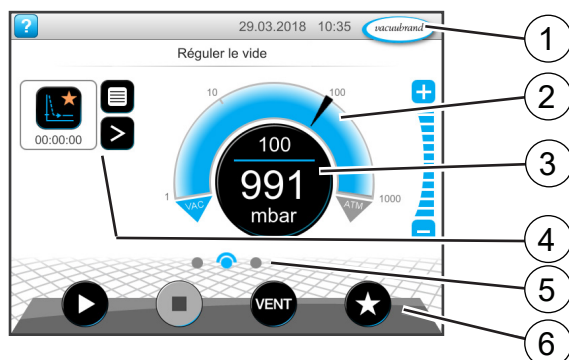 ? 29.03.2018 10:35 vacuubrand 1
Réguler le vide
10 100 2
00:00:00
100 3
991
mbar
1 VAC ATM 1000
4
5
VENT
6